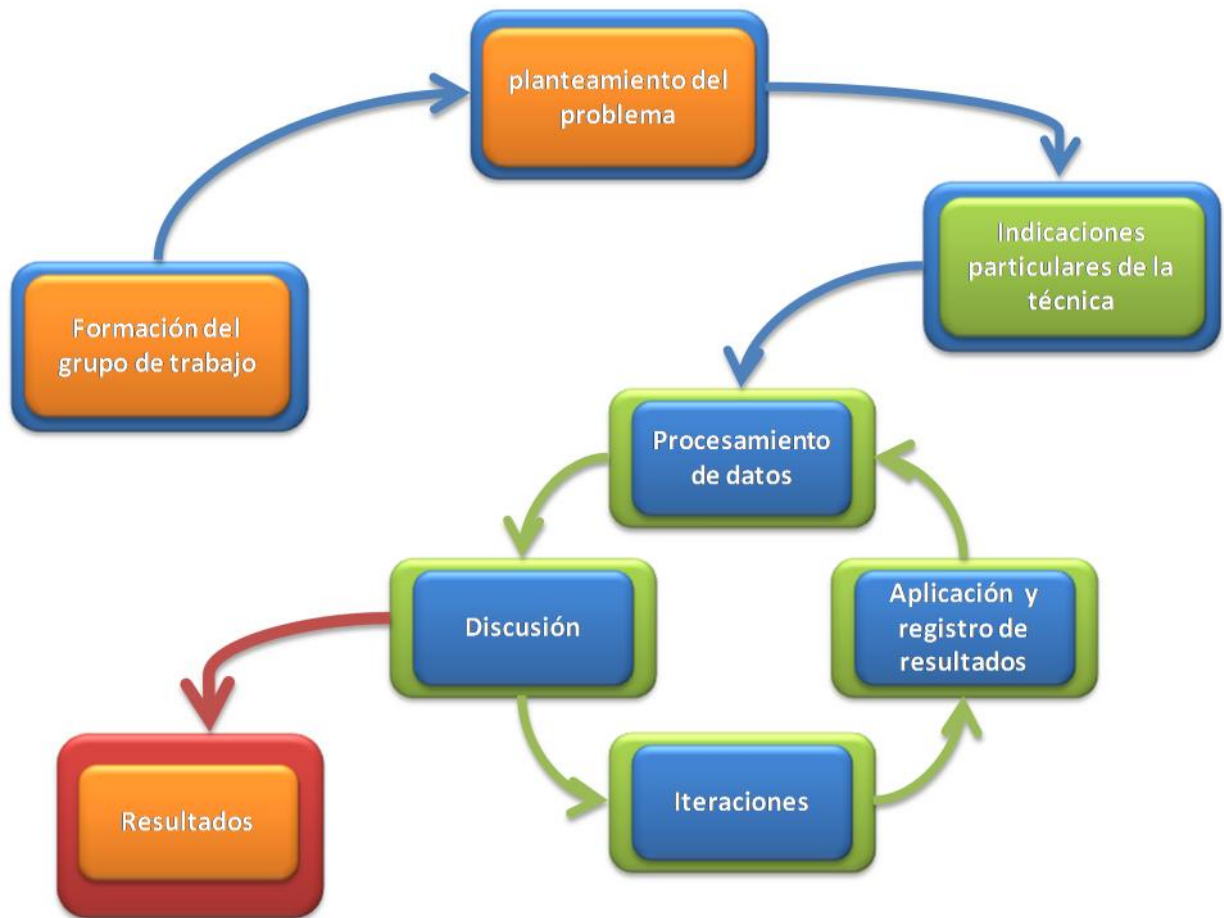 planteamiento del
problema
Indicaciones
particulares de la
técnica
Formación del
grupo de trabajo
Procesamiento
de datos
Discusión
Aplicación y
registro de
resultados
Iteraciones
Resultados